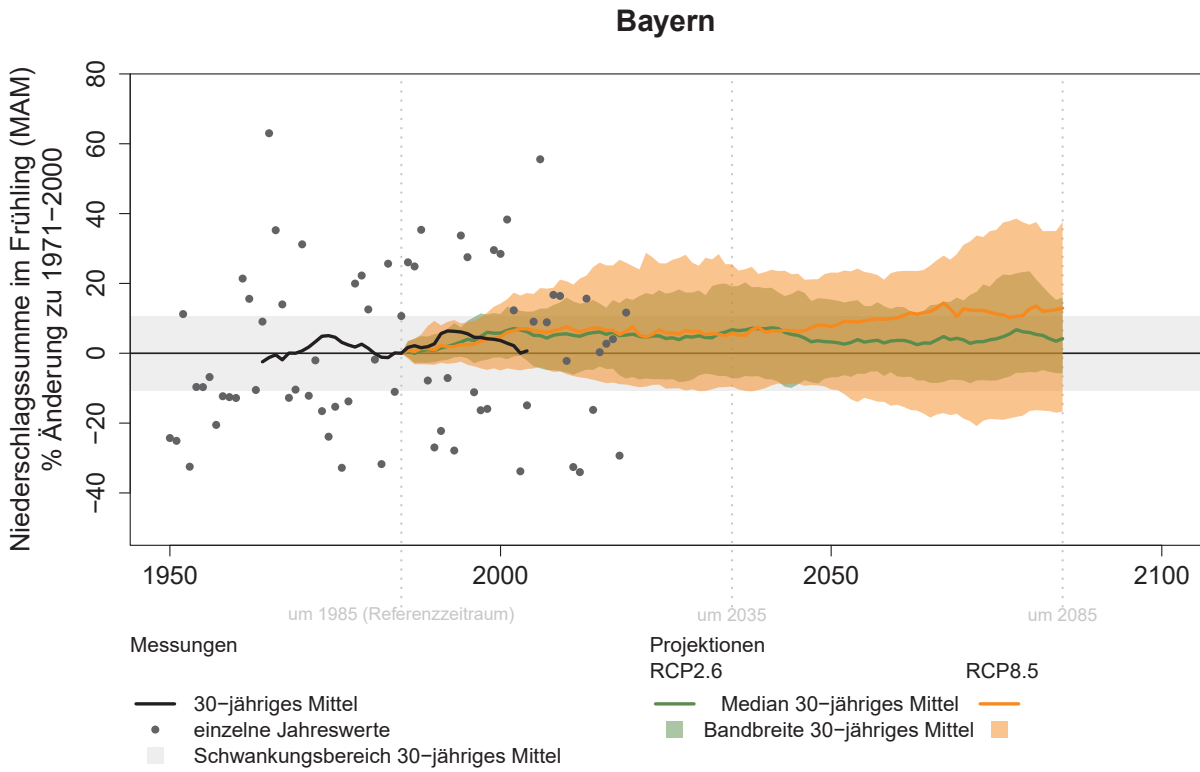 Bayern
Niederschlagssumme im Frühling (MAM)
% Änderung zu 1971−2000
80
60
40
20
0
−20
−40
1950
2000
2050
2100
um 1985 (Referenzzeitraum)
um 2035
um 2085
Messungen
30−jähriges Mittel
einzelne Jahreswerte
Schwankungsbereich 30−jähriges Mittel
Projektionen
RCP2.6 RCP8.5
Median 30−jähriges Mittel
Bandbreite 30−jähriges Mittel